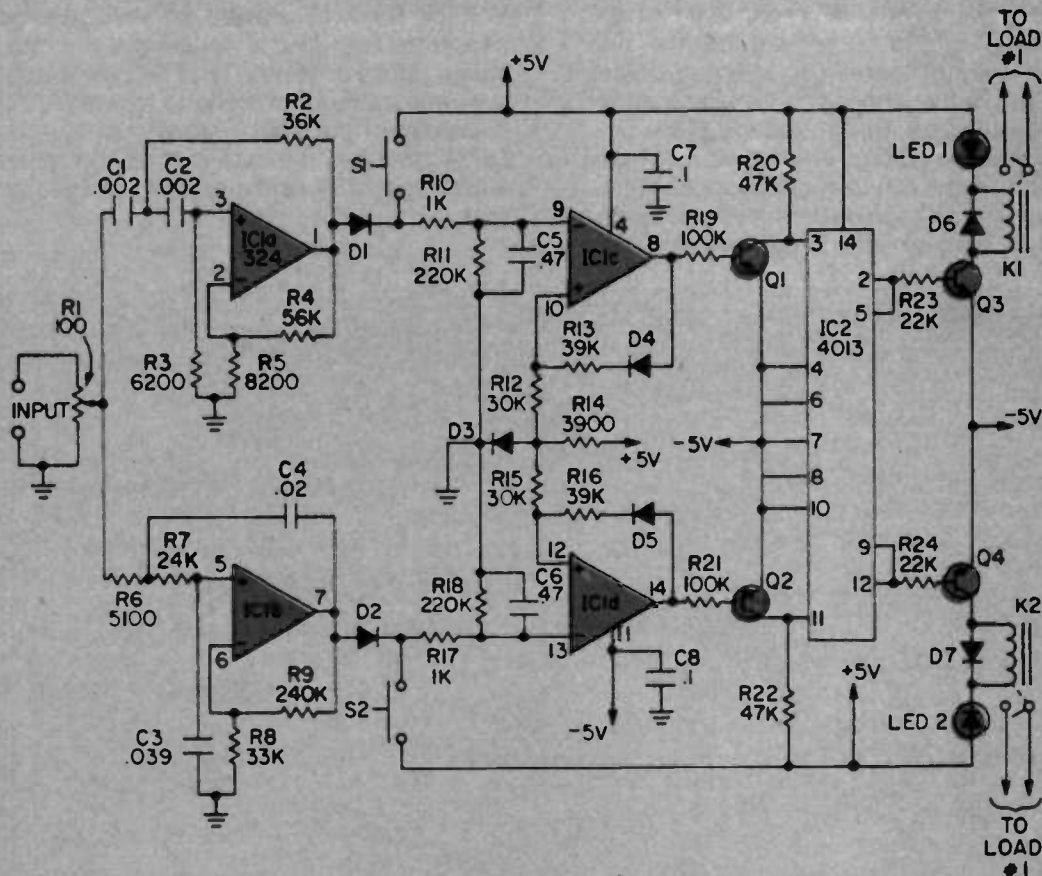 TO
LOAD
#1
+5V
R2
36K
C1
.002
C2
.002
S1
R10
1K
C7
.1
R20
47K
LED 1
3
+
IC1a
324
1
2
-
D1
R11
220K
C5
.47
9
-
IC1c
4
8
+
10
R19
100K
Q1
3
14
D6
K1
2
5
R23
22K
Q3
R1
100
R4
56K
R3
6200
R5
8200
R13
39K
D4
IC2
4013
INPUT
R12
30K
R14
3900
+5V
D3
-5V
4
6
7
8
10
-5V
C4
.02
R15
30K
R16
39K
D5
R7
24K
R6
5100
5
+
7
6
-
D2
R18
220K
C6
.47
12
+
IC1d
14
11
-
13
R21
100K
Q2
9
12
11
R24
22K
Q4
K2
R9
240K
R17
1K
S2
C8
.1
-5V
R22
47K
+5V
D7
LED 2
C3
.039
R8
33K
TO
LOAD
#1